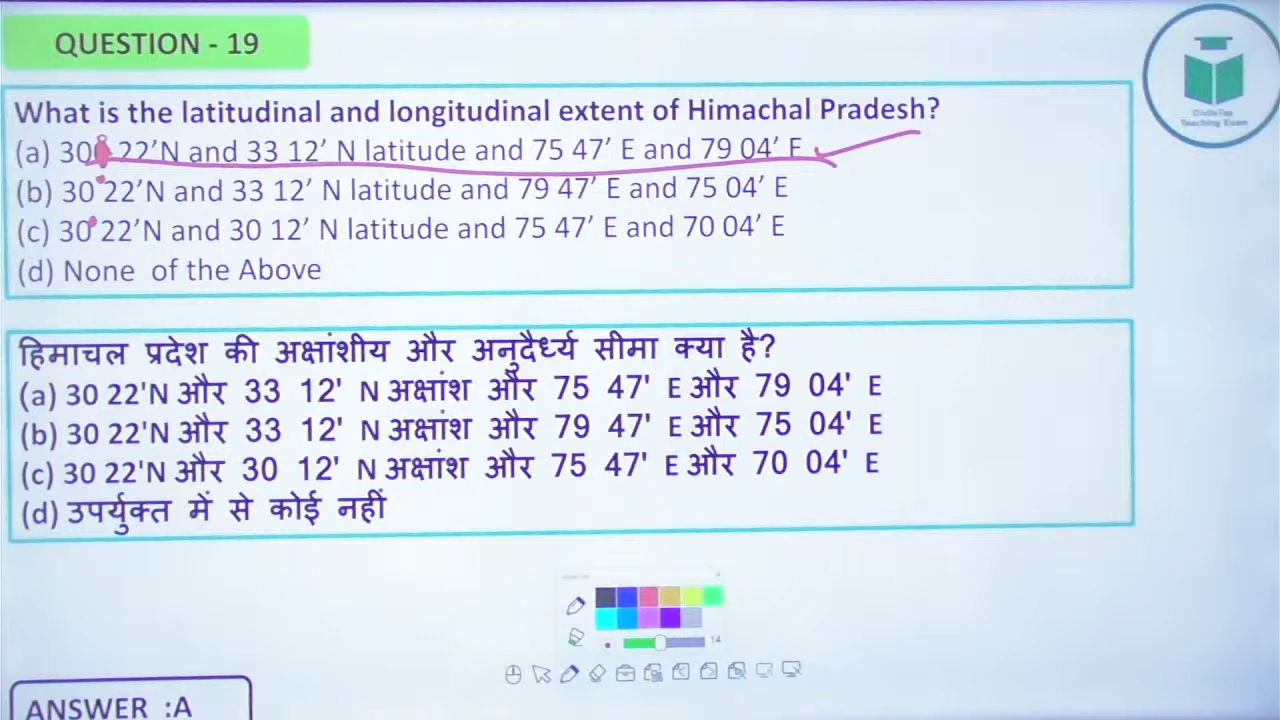 QUESTION - 19
What is the latitudinal and longitudinal extent of Himachal Pradesh?
(a) 30 22’N and 33 12’ N latitude and 75 47’ E and 79 04’ E
(b) 30 22’N and 33 12’ N latitude and 79 47’ E and 75 04’ E
(c) 30 22’N and 30 12’ N latitude and 75 47’ E and 70 04’ E
(d) None of the Above
हिमाचल प्रदेश की अक्षांशीय और अनुदैर्ध्य सीमा क्या है?
(a) 30 22'N और 33 12' N अक्षांश और 75 47' E और 79 04' E
(b) 30 22'N और 33 12' N अक्षांश और 79 47' E और 75 04' E
(c) 30 22'N और 30 12' N अक्षांश और 75 47' E और 70 04' E
(d) उपर्युक्त में से कोई नहीं
14
ANSWER :A
Teaching Exam